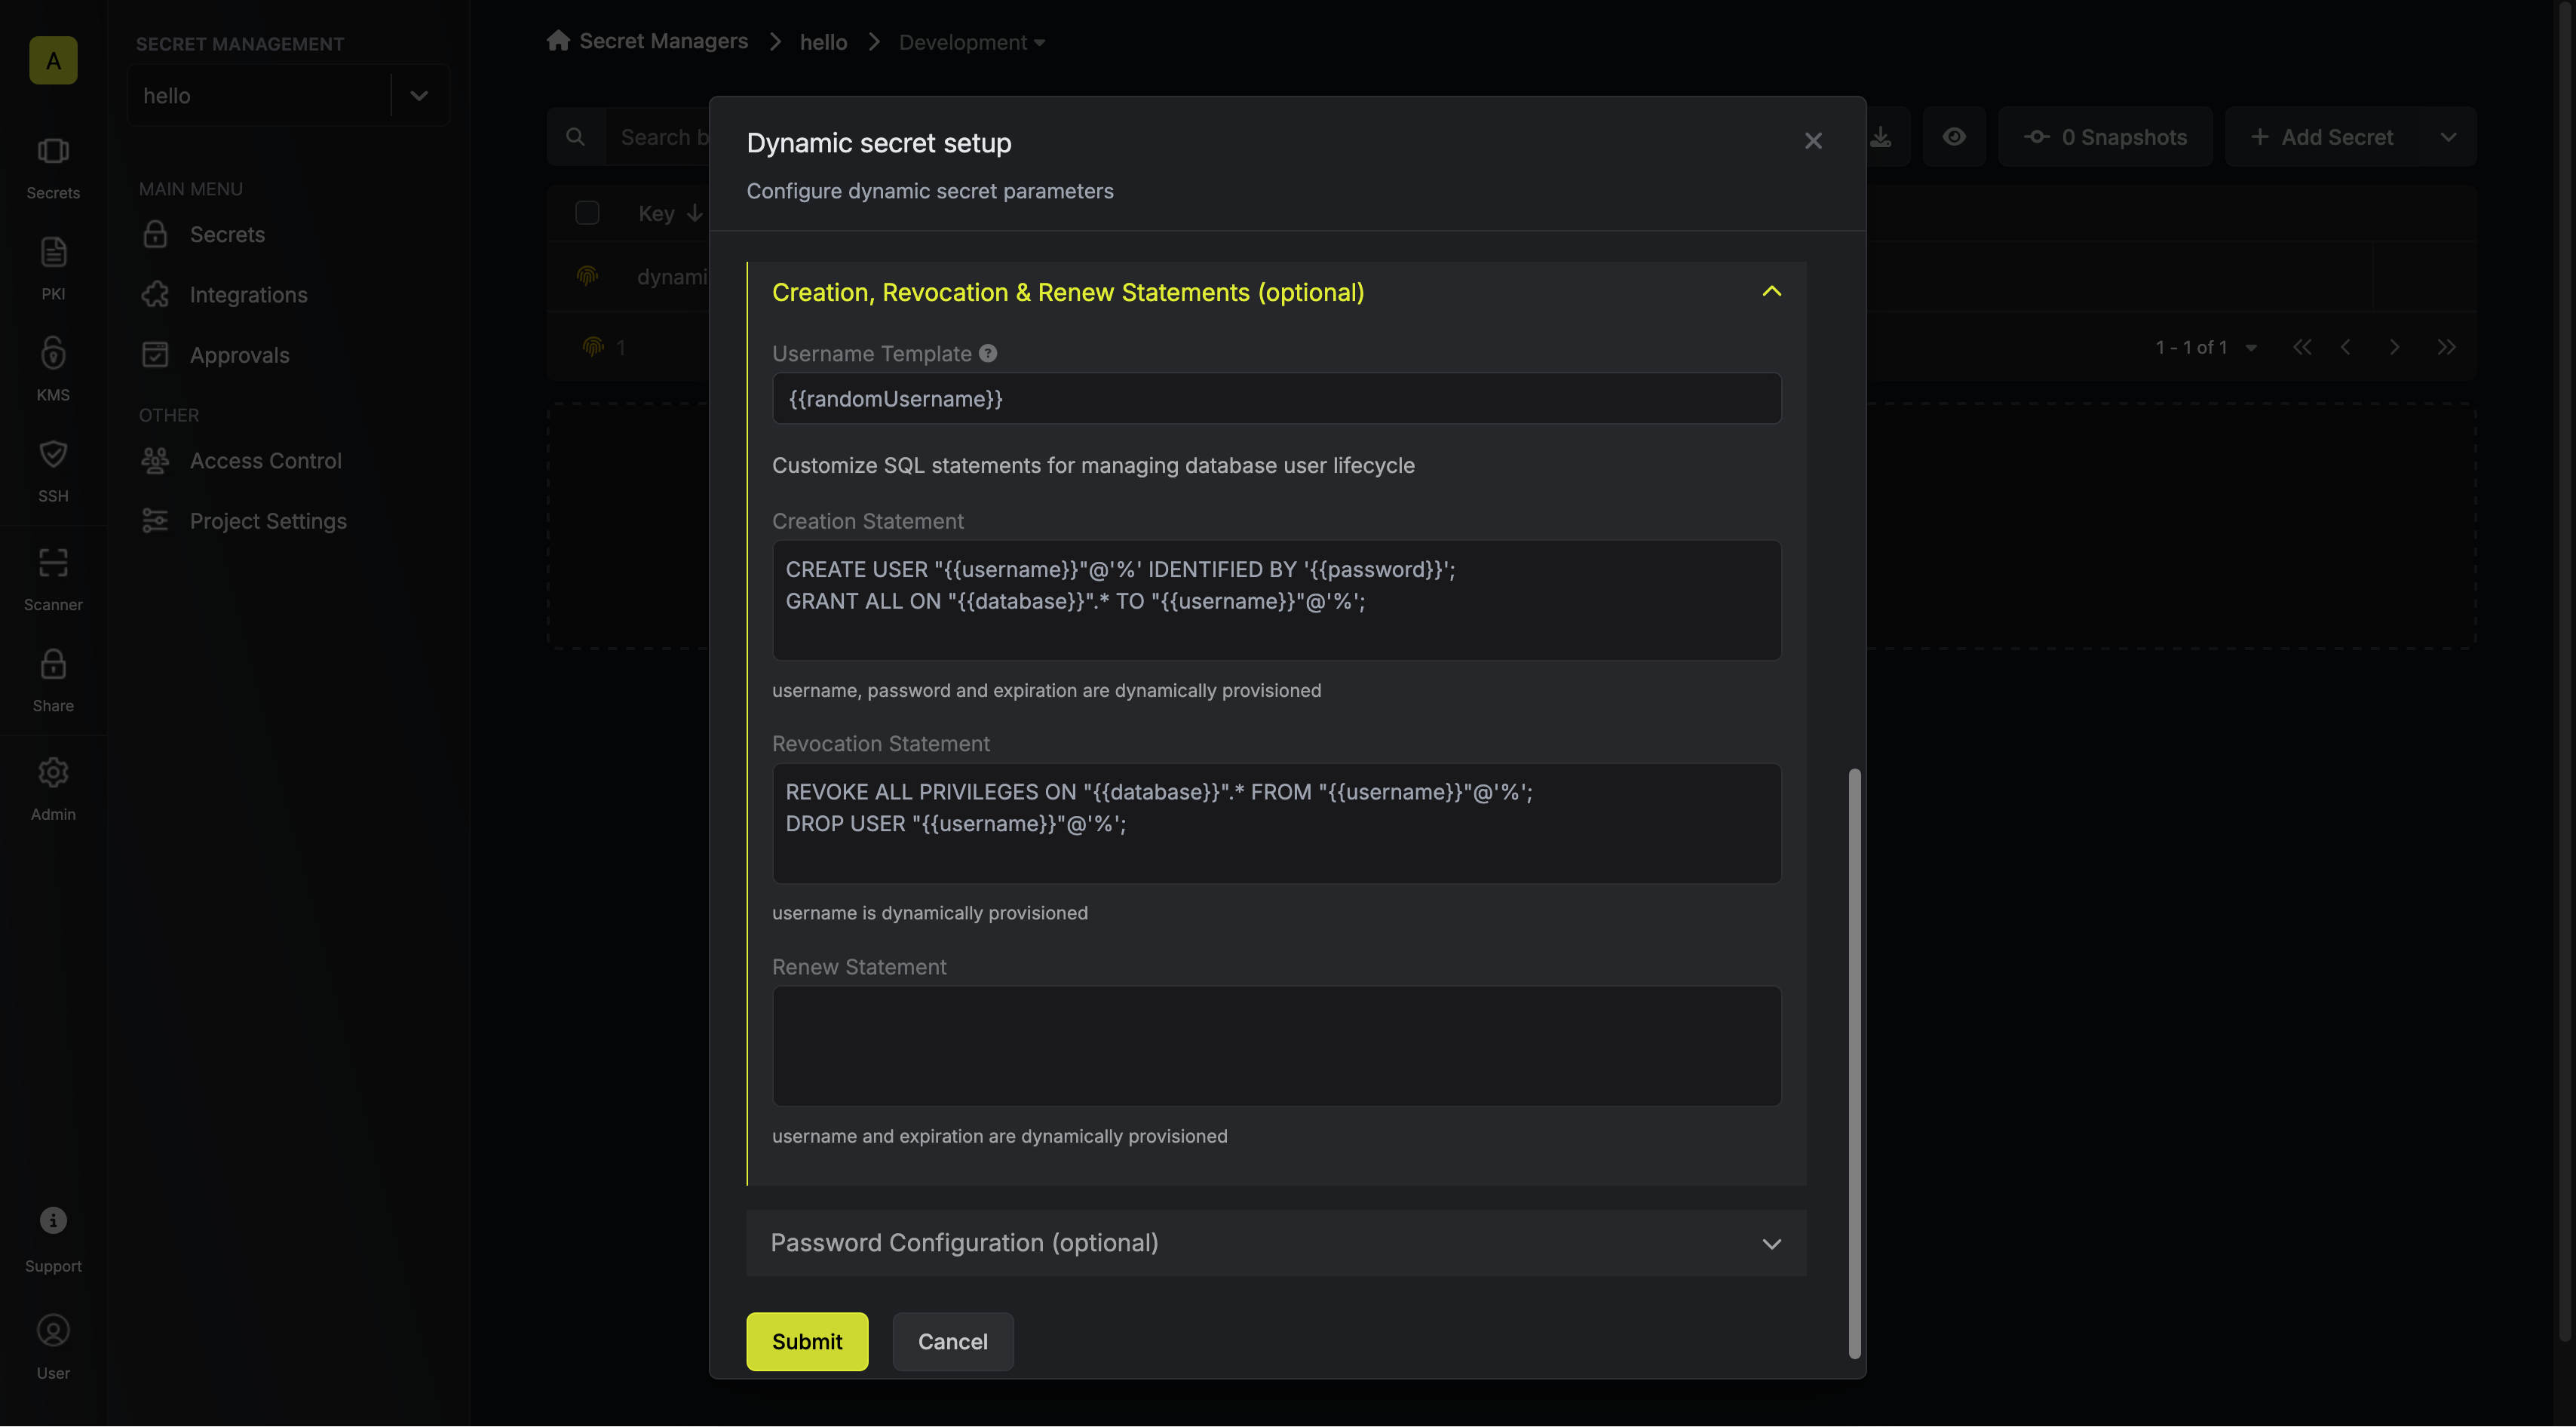 A
Secrets
PKI
KMS
SSH
Scanner
Share
Admin
Support
User
SECRET MANAGEMENT
hello
MAIN MENU
Secrets
Integrations
Approvals
OTHER
Access Control
Project Settings
Secret Managers
hello
Development
Search b
0 Snapshots
Add Secret
Key
dynami
1
1 - 1 of 1
Dynamic secret setup
Configure dynamic secret parameters
Creation, Revocation & Renew Statements (optional)
Username Template
{{randomUsername}}
Customize SQL statements for managing database user lifecycle
Creation Statement
CREATE USER "{{username}}"@'%' IDENTIFIED BY '{{password}}';
GRANT ALL ON "{{database}}".* TO "{{username}}"@'%';
username, password and expiration are dynamically provisioned
Revocation Statement
REVOKE ALL PRIVILEGES ON "{{database}}".* FROM "{{username}}"@'%';
DROP USER "{{username}}"@'%';
username is dynamically provisioned
Renew Statement
username and expiration are dynamically provisioned
Password Configuration (optional)
Submit
Cancel